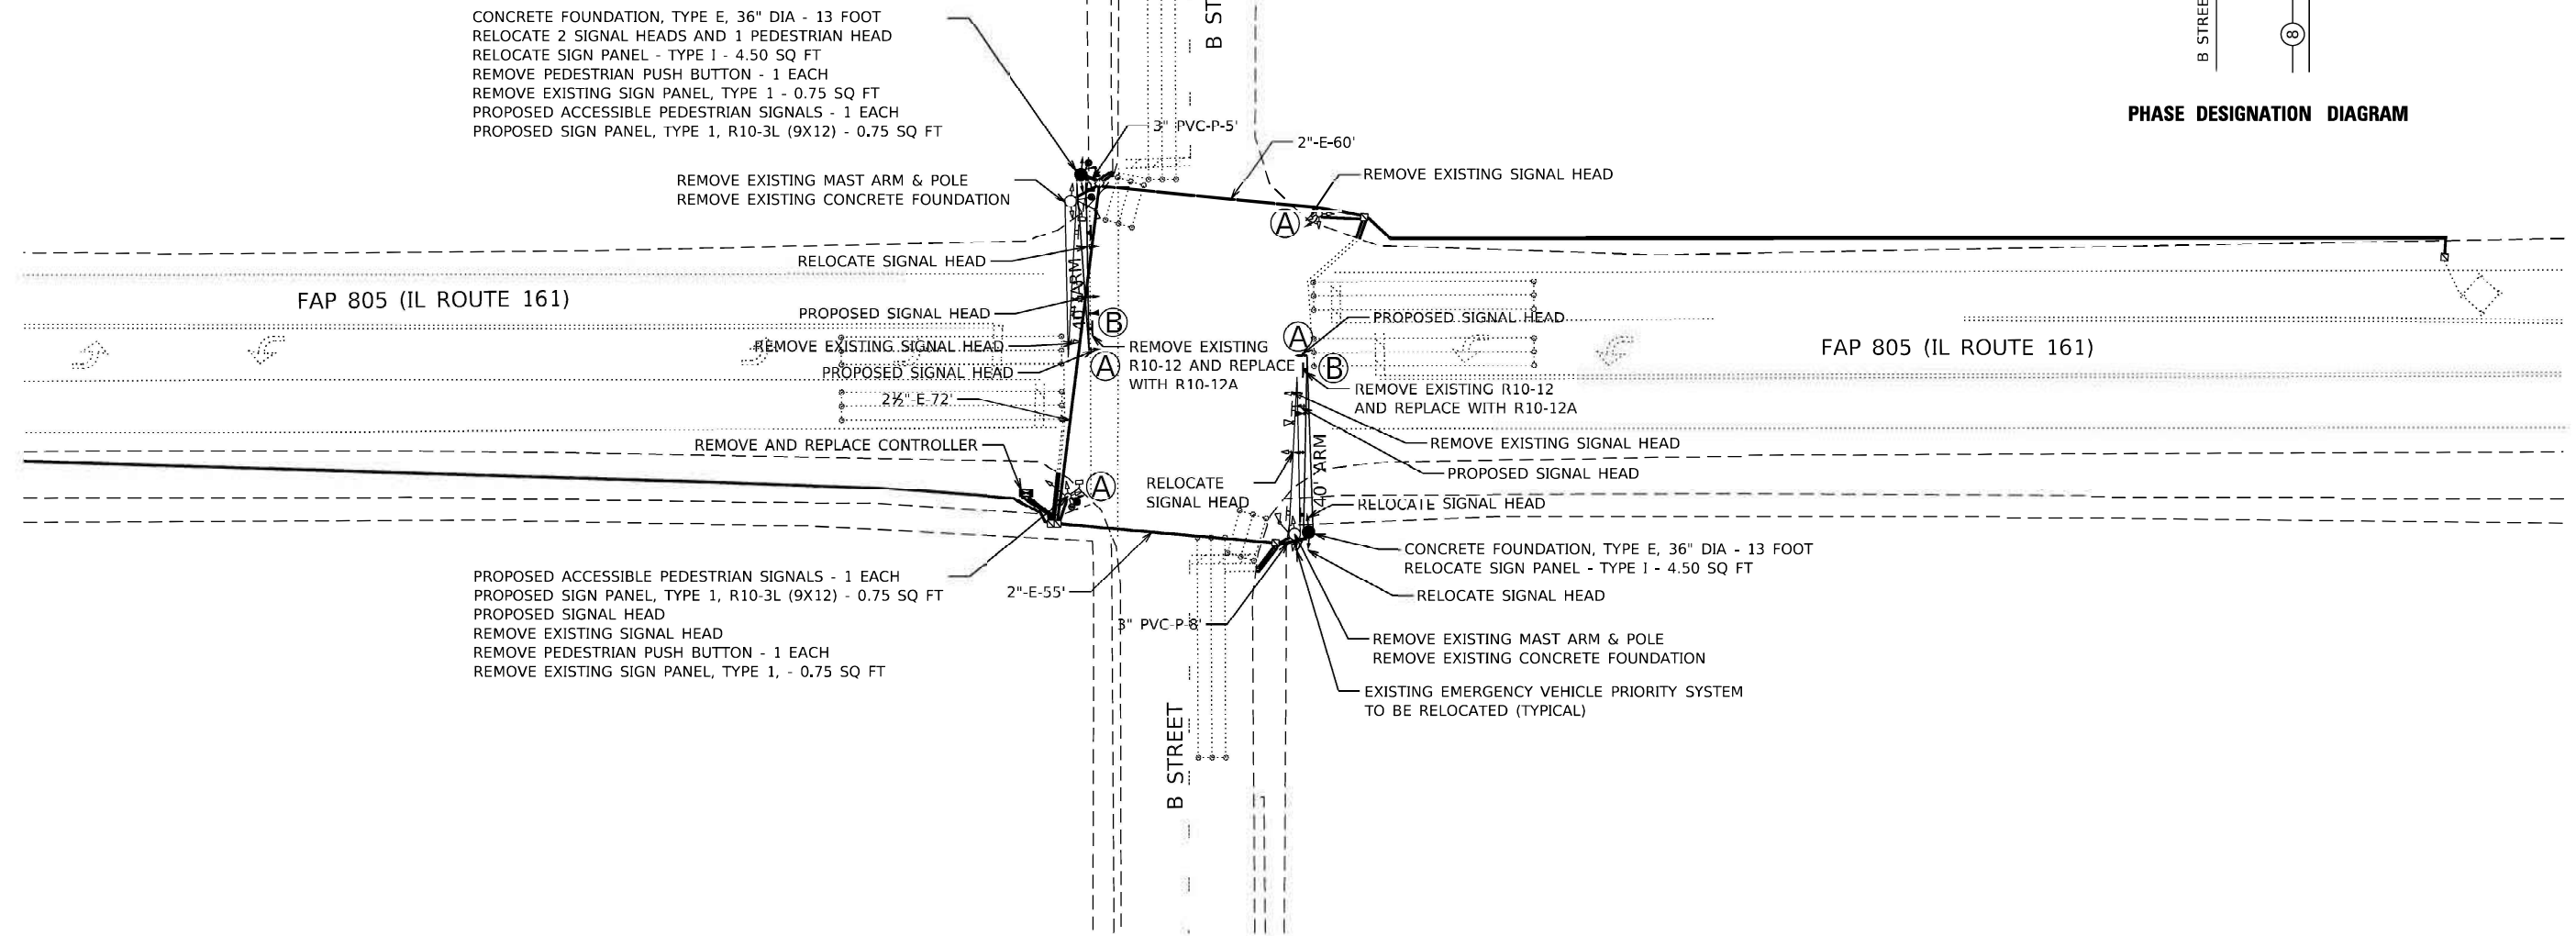 CONCRETE FOUNDATION, TYPE E, 36" DIA - 13 FOOT
RELOCATE 2 SIGNAL HEADS AND 1 PEDESTRIAN HEAD
RELOCATE SIGN PANEL - TYPE I - 4.50 SQ FT
REMOVE PEDESTRIAN PUSH BUTTON - 1 EACH
REMOVE EXISTING SIGN PANEL, TYPE 1 - 0.75 SQ FT
PROPOSED ACCESSIBLE PEDESTRIAN SIGNALS - 1 EACH
PROPOSED SIGN PANEL, TYPE 1, R10-3L (9X12) - 0.75 SQ FT
B ST
B STREE
8
PHASE DESIGNATION DIAGRAM
3" PVC-P-5'
2"-E-60'
REMOVE EXISTING MAST ARM & POLE
REMOVE EXISTING CONCRETE FOUNDATION
REMOVE EXISTING SIGNAL HEAD
A
RELOCATE SIGNAL HEAD
40' ARM
FAP 805 (IL ROUTE 161)
PROPOSED SIGNAL HEAD
B
REMOVE EXISTING SIGNAL HEAD
PROPOSED SIGNAL HEAD
A
REMOVE EXISTING
R10-12 AND REPLACE
WITH R10-12A
PROPOSED SIGNAL HEAD
A
B
FAP 805 (IL ROUTE 161)
REMOVE EXISTING R10-12
AND REPLACE WITH R10-12A
2½"-E-72'
REMOVE AND REPLACE CONTROLLER
REMOVE EXISTING SIGNAL HEAD
PROPOSED SIGNAL HEAD
40' ARM
A
RELOCATE
SIGNAL HEAD
RELOCATE SIGNAL HEAD
CONCRETE FOUNDATION, TYPE E, 36" DIA - 13 FOOT
RELOCATE SIGN PANEL - TYPE I - 4.50 SQ FT
RELOCATE SIGNAL HEAD
PROPOSED ACCESSIBLE PEDESTRIAN SIGNALS - 1 EACH
PROPOSED SIGN PANEL, TYPE 1, R10-3L (9X12) - 0.75 SQ FT
PROPOSED SIGNAL HEAD
REMOVE EXISTING SIGNAL HEAD
REMOVE PEDESTRIAN PUSH BUTTON - 1 EACH
REMOVE EXISTING SIGN PANEL, TYPE 1, - 0.75 SQ FT
2"-E-55'
3" PVC-P-8'
REMOVE EXISTING MAST ARM & POLE
REMOVE EXISTING CONCRETE FOUNDATION
EXISTING EMERGENCY VEHICLE PRIORITY SYSTEM
TO BE RELOCATED (TYPICAL)
B STREET